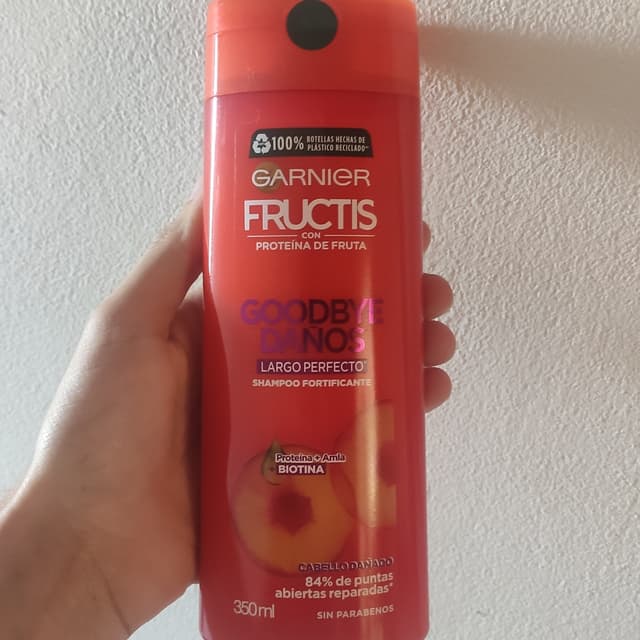 100% BOTELLAS HECHAS DE
PLÁSTICO RECICLADO**
GARNIER
FRUCTIS
CON
PROTEÍNA DE FRUTA
GOODBYE
DAÑOS
LARGO PERFECTO
SHAMPOO FORTIFICANTE
Proteína + Amla
BIOTINA
CABELLO DAÑADO
84% de puntas
abiertas reparadas*
350ml
SIN PARABENOS